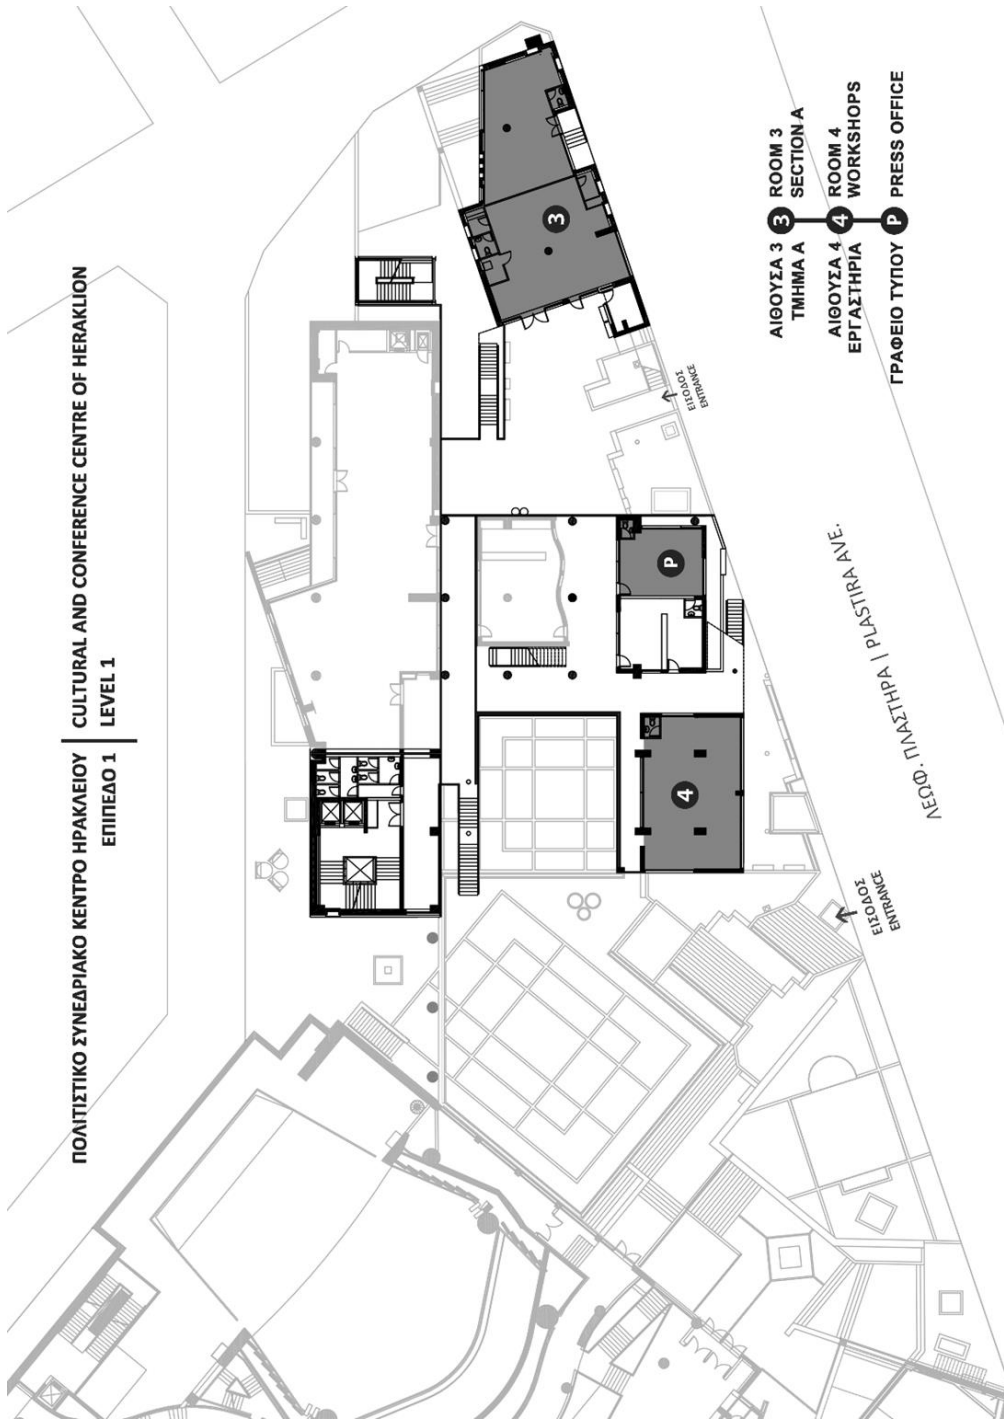 ΠΟΛΙΤΙΣΤΙΚΟ ΣΥΝΕΔΡΙΑΚΟ ΚΕΝΤΡΟ ΗΡΑΚΛΕΙΟΥ
ΕΠΙΠΕΔΟ 1
CULTURAL AND CONFERENCE CENTRE OF HERAKLION
LEVEL 1
3
P
4
ΕΙΣΟΔΟΣ
ENTRANCE
ΕΙΣΟΔΟΣ
ENTRANCE
ΛΕΩΦ. ΠΛΑΣΤΗΡΑ | PLASTIRA AVE.
ΑΙΘΟΥΣΑ 3
ΤΜΗΜΑ Α
3
ROOM 3
SECTION A
ΑΙΘΟΥΣΑ 4
ΕΡΓΑΣΤΗΡΙΑ
4
ROOM 4
WORKSHOPS
ΓΡΑΦΕΙΟ ΤΥΠΟΥ
P
PRESS OFFICE